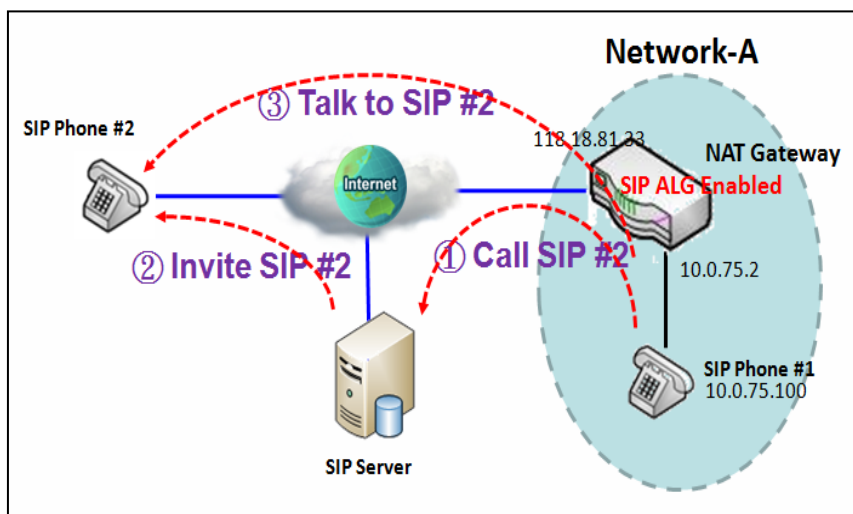 Network-A
③ Talk to SIP #2
SIP Phone #2
118.18.81.33
NAT Gateway
Internet
SIP ALG Enabled
② Invite SIP #2
① Call SIP #2
10.0.75.2
SIP Phone #1
10.0.75.100
SIP Server